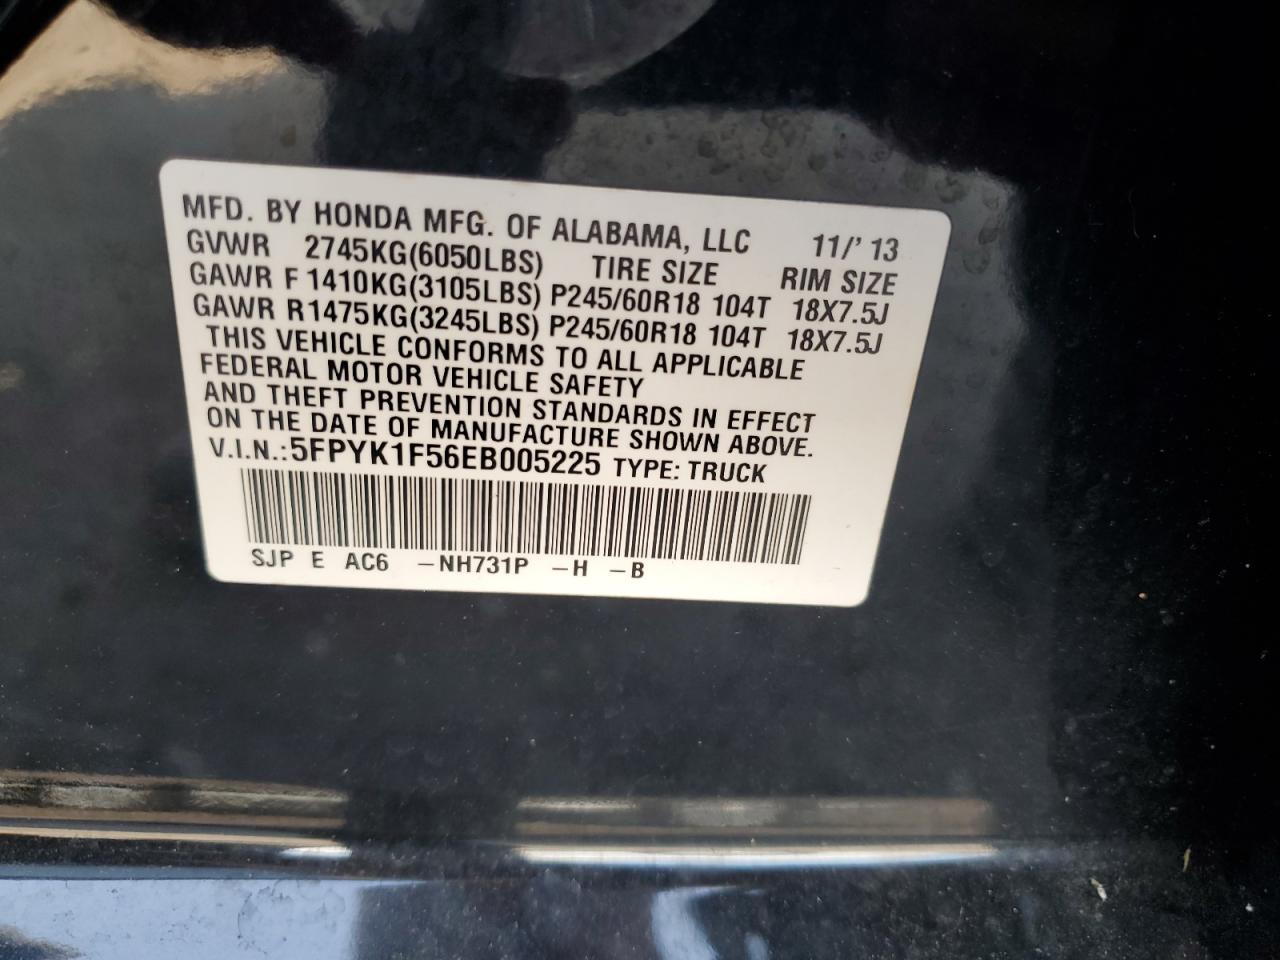 MFD. BY HONDA MFG. OF ALABAMA, LLC 11/' 13
GVWR 2745KG(6050LBS) TIRE SIZE RIM SIZE
GAWR F 1410KG(3105LBS) P245/60R18 104T 18X7.5J
GAWR R1475KG(3245LBS) P245/60R18 104T 18X7.5J
THIS VEHICLE CONFORMS TO ALL APPLICABLE
FEDERAL MOTOR VEHICLE SAFETY
AND THEFT PREVENTION STANDARDS IN EFFECT
ON THE DATE OF MANUFACTURE SHOWN ABOVE.
V.I.N.:5FPYK1F56EB005225 TYPE: TRUCK
SJP E AC6 –NH731P –H –B